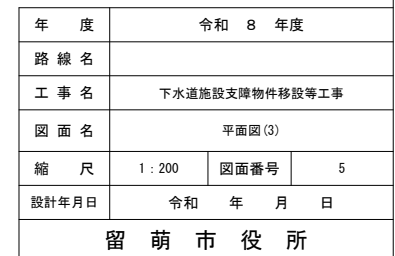 年 度 令和 8 年度
路線名
工事名 下水道施設支障物件移設等工事
図面名 平面図(3)
縮 尺 1:200 図面番号 5
設計年月日 令和 年 月 日
留萌市役所